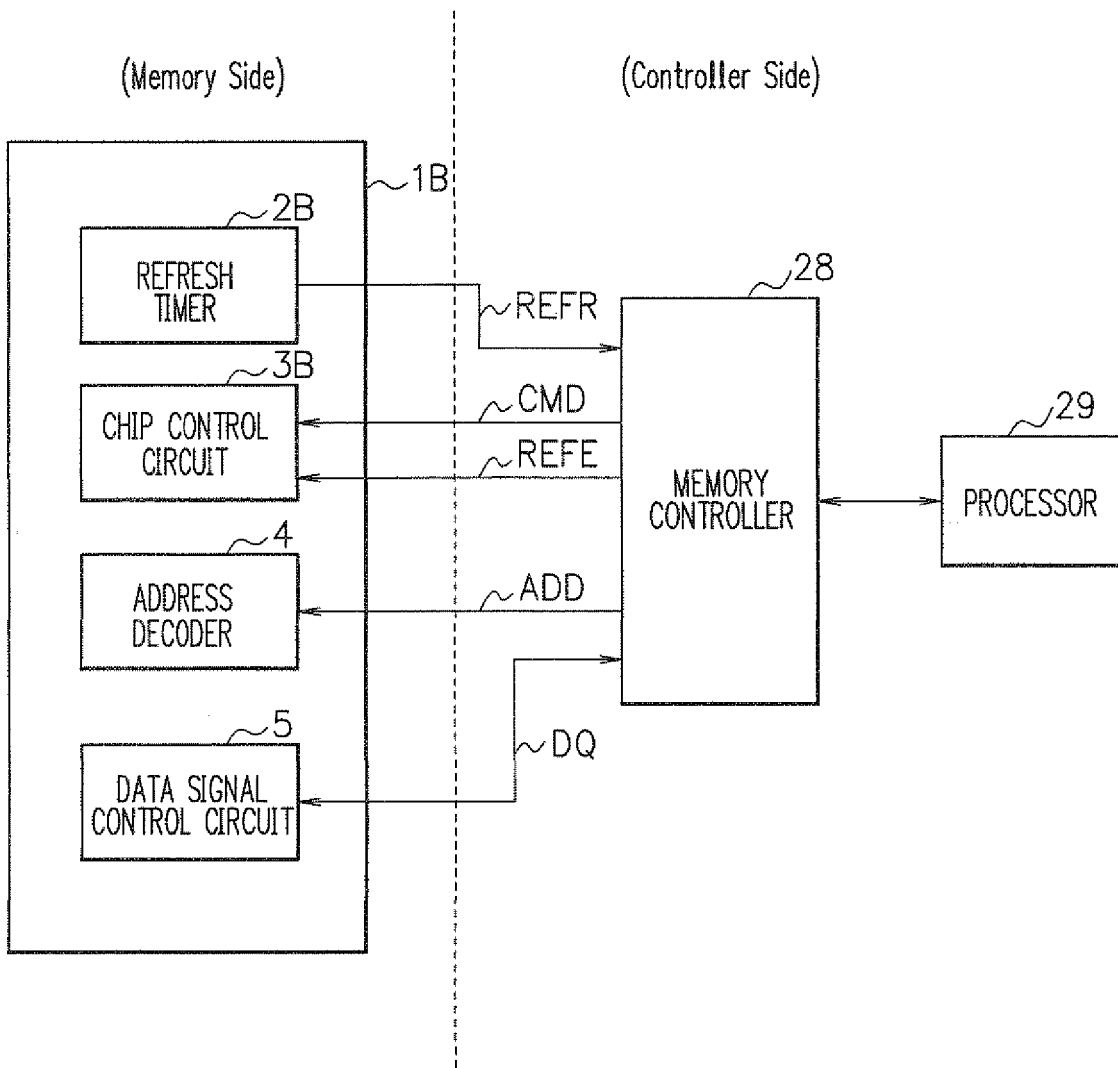 (Memory Side)
(Controller Side)
1B
2B
REFRESH
TIMER
REFR
28
3B
CHIP CONTROL
CIRCUIT
CMD
REFE
MEMORY
CONTROLLER
29
PROCESSOR
4
ADDRESS
DECODER
ADD
5
DATA SIGNAL
CONTROL CIRCUIT
DQ